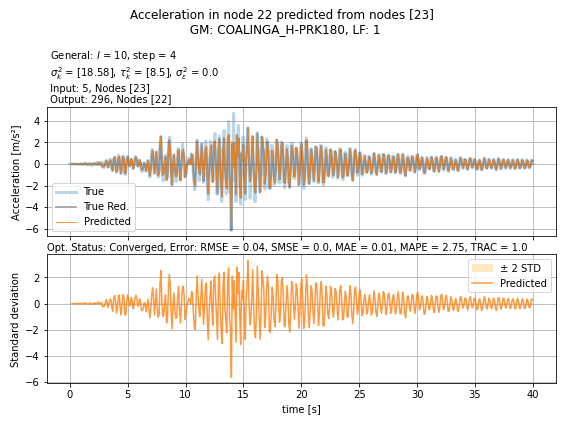 Acceleration in node 22 predicted from nodes [23]
GM: COALINGA_H-PRK180, LF: 1
General: l = 10, step = 4
σ²ₖ = [18.58], τ²ₖ = [8.5], σ²ε = 0.0
Input: 5, Nodes [23]
Output: 296, Nodes [22]
Acceleration [m/s²]
4
2
0
−2
−4
−6
True
True Red.
Predicted
Opt. Status: Converged, Error: RMSE = 0.04, SMSE = 0.0, MAE = 0.01, MAPE = 2.75, TRAC = 1.0
Standard deviation
2
0
−2
−4
−6
± 2 STD
Predicted
0 5 10 15 20 25 30 35 40
time [s]